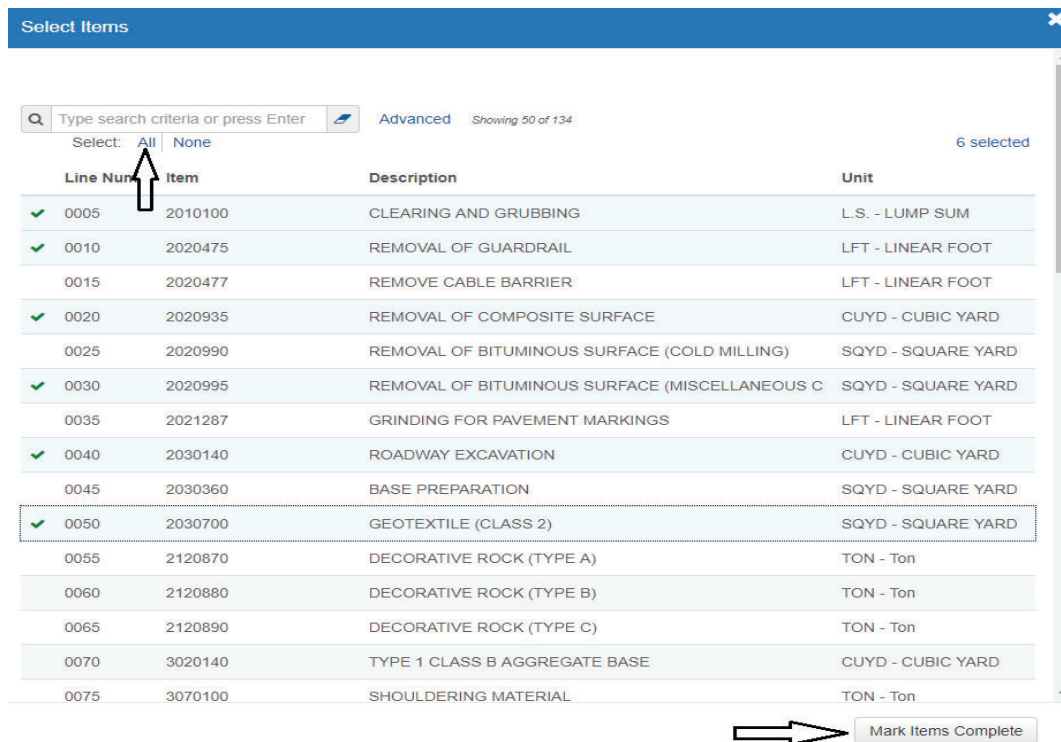 Select Items
Type search criteria or press Enter Advanced Showing 50 of 134
Select: All None 6 selected
Line Num Item Description Unit
0005 2010100 CLEARING AND GRUBBING L.S. - LUMP SUM
0010 2020475 REMOVAL OF GUARDRAIL LFT - LINEAR FOOT
0015 2020477 REMOVE CABLE BARRIER LFT - LINEAR FOOT
0020 2020935 REMOVAL OF COMPOSITE SURFACE CUYD - CUBIC YARD
0025 2020990 REMOVAL OF BITUMINOUS SURFACE (COLD MILLING) SQYD - SQUARE YARD
0030 2020995 REMOVAL OF BITUMINOUS SURFACE (MISCELLANEOUS C SQYD - SQUARE YARD
0035 2021287 GRINDING FOR PAVEMENT MARKINGS LFT - LINEAR FOOT
0040 2030140 ROADWAY EXCAVATION CUYD - CUBIC YARD
0045 2030360 BASE PREPARATION SQYD - SQUARE YARD
0050 2030700 GEOTEXTILE (CLASS 2) SQYD - SQUARE YARD
0055 2120870 DECORATIVE ROCK (TYPE A) TON - Ton
0060 2120880 DECORATIVE ROCK (TYPE B) TON - Ton
0065 2120890 DECORATIVE ROCK (TYPE C) TON - Ton
0070 3020140 TYPE 1 CLASS B AGGREGATE BASE CUYD - CUBIC YARD
0075 3070100 SHOULDERING MATERIAL TON - Ton
Mark Items Complete